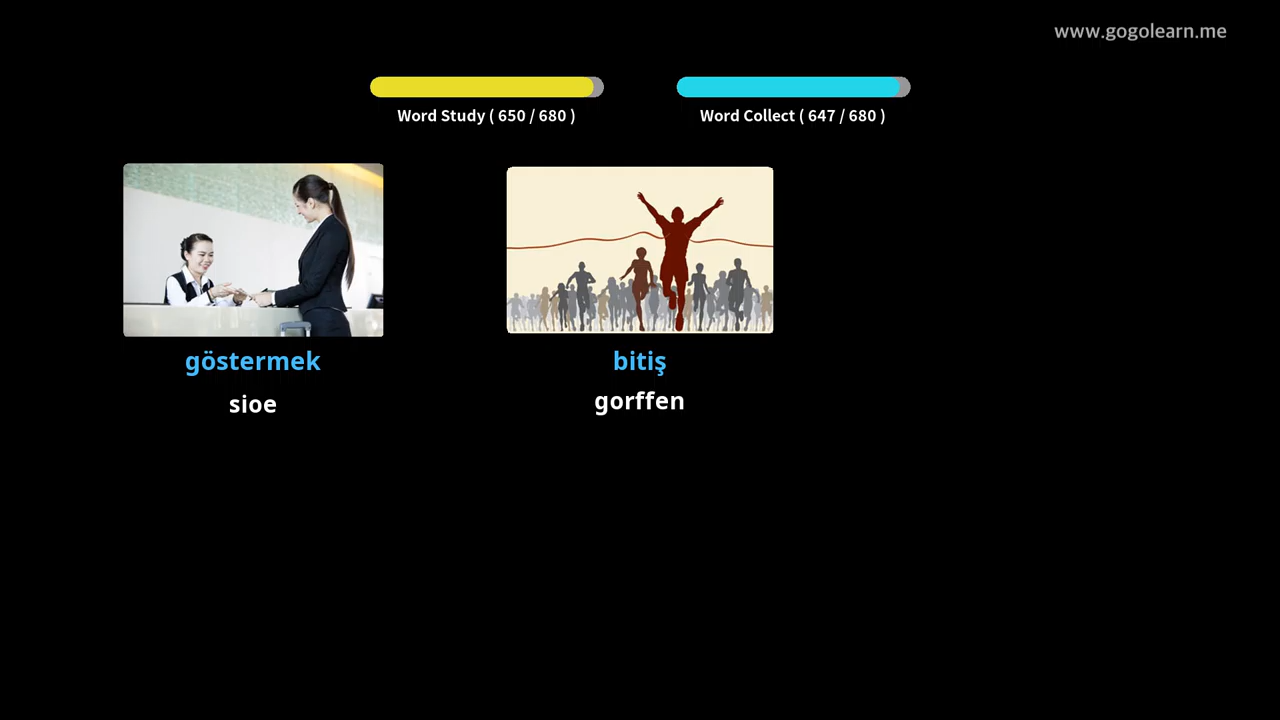 www.gogolearn.me
Word Study ( 650 / 680 )
Word Collect ( 647 / 680 )
göstermek
sioe
bitiş
gorffen